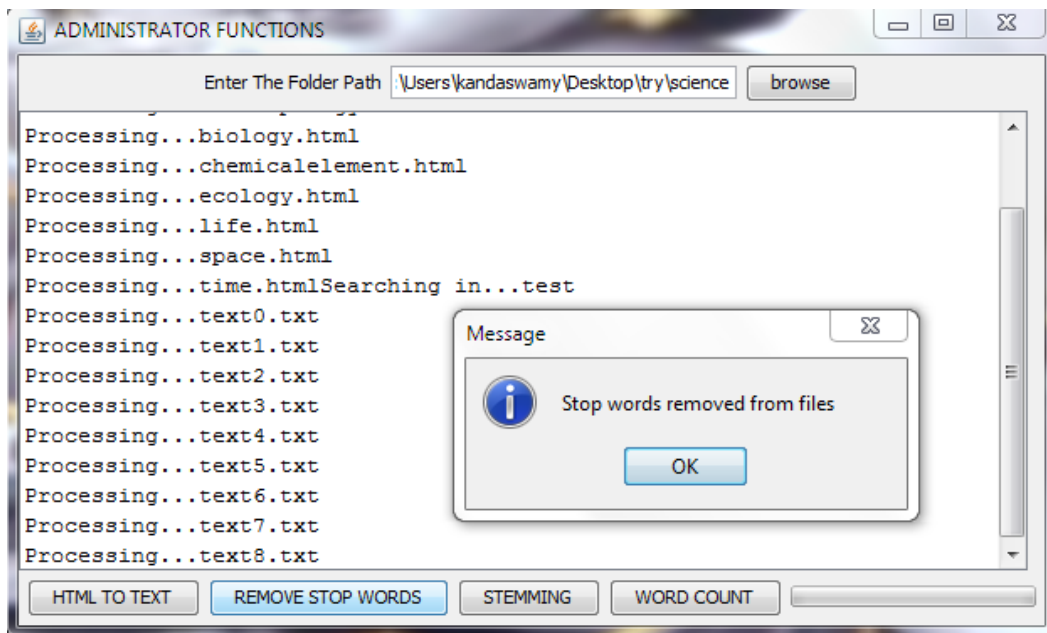 ADMINISTRATOR FUNCTIONS
Enter The Folder Path :\Users\kandaswamy\Desktop\try\science browse
Processing...biology.html
Processing...chemicalelement.html
Processing...ecology.html
Processing...life.html
Processing...space.html
Processing...time.htmlSearching in...test
Processing...text0.txt
Processing...text1.txt
Processing...text2.txt
Processing...text3.txt
Processing...text4.txt
Processing...text5.txt
Processing...text6.txt
Processing...text7.txt
Processing...text8.txt
Message
Stop words removed from files
OK
HTML TO TEXT REMOVE STOP WORDS STEMMING WORD COUNT